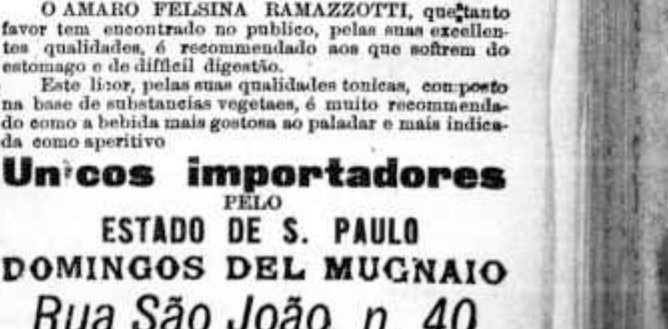 O AMARO FELSINA RAMAZZOTTI, que tanto
favor tem encontrado no publico, pelas suas excellen-
tes qualidades, é recommendado aos que soffrem do
estomago e de difficil digestão.
Este licor, pelas suas qualidades tonicas, composto
na base de substancias vegetaes, é muito recommenda-
do como a bebida mais gostosa ao paladar e mais indica-
da como aperitivo
Unicos importadores
PELO
ESTADO DE S. PAULO
DOMINGOS DEL MUGNAIO
Rua São João, n. 40